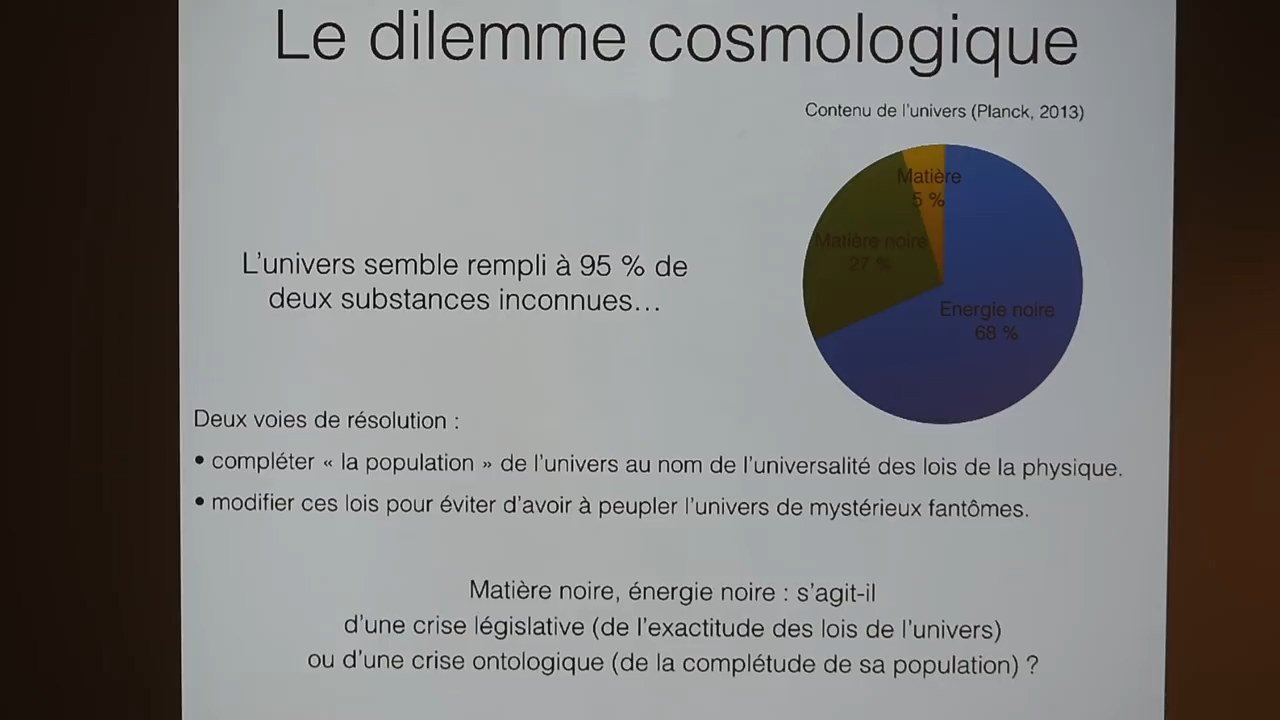 Le dilemme cosmologique
Contenu de l'univers (Planck, 2013)
Matière
5 %
Matière noire
27 %
Energie noire
68 %
L'univers semble rempli à 95 % de
deux substances inconnues…
Deux voies de résolution :
• compléter « la population » de l'univers au nom de l'universalité des lois de la physique.
• modifier ces lois pour éviter d'avoir à peupler l'univers de mystérieux fantômes.
Matière noire, énergie noire : s'agit-il
d'une crise législative (de l'exactitude des lois de l'univers)
ou d'une crise ontologique (de la complétude de sa population) ?